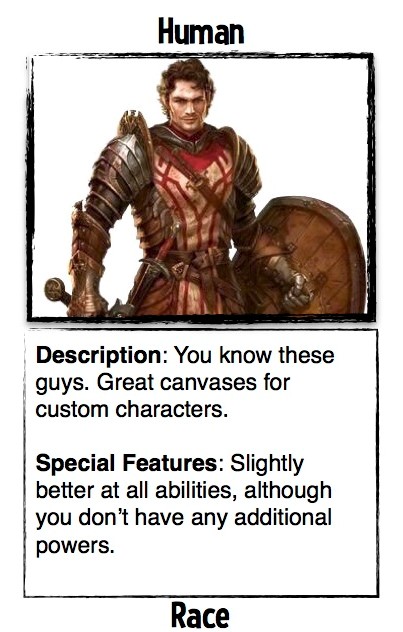 Human
Description: You know these
guys. Great canvases for
custom characters.
Special Features: Slightly
better at all abilities, although
you don't have any additional
powers.
Race